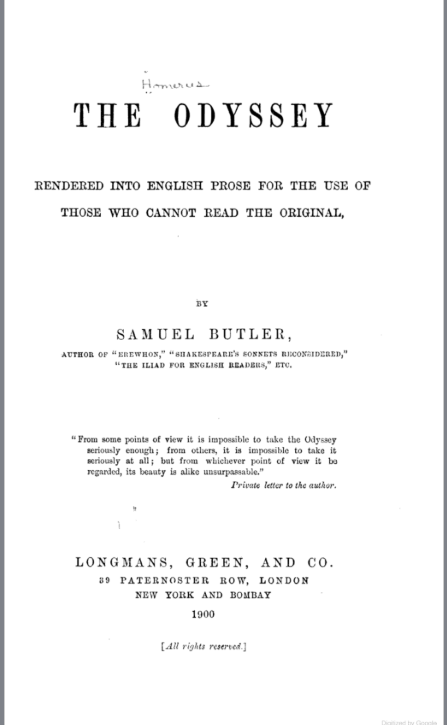 Homerus
THE ODYSSEY
RENDERED INTO ENGLISH PROSE FOR THE USE OF
THOSE WHO CANNOT READ THE ORIGINAL,
BY
SAMUEL BUTLER,
AUTHOR OF "EREWHON," "SHAKESPEARE'S SONNETS RECONSIDERED,"
"THE ILIAD FOR ENGLISH READERS," ETC.
"From some points of view it is impossible to take the Odyssey
seriously enough; from others, it is impossible to take it
seriously at all; but from whichever point of view it be
regarded, its beauty is alike unsurpassable."
Private letter to the author.
LONGMANS, GREEN, AND CO.
39 PATERNOSTER ROW, LONDON
NEW YORK AND BOMBAY
1900
[All rights reserved.]
Digitized by Google